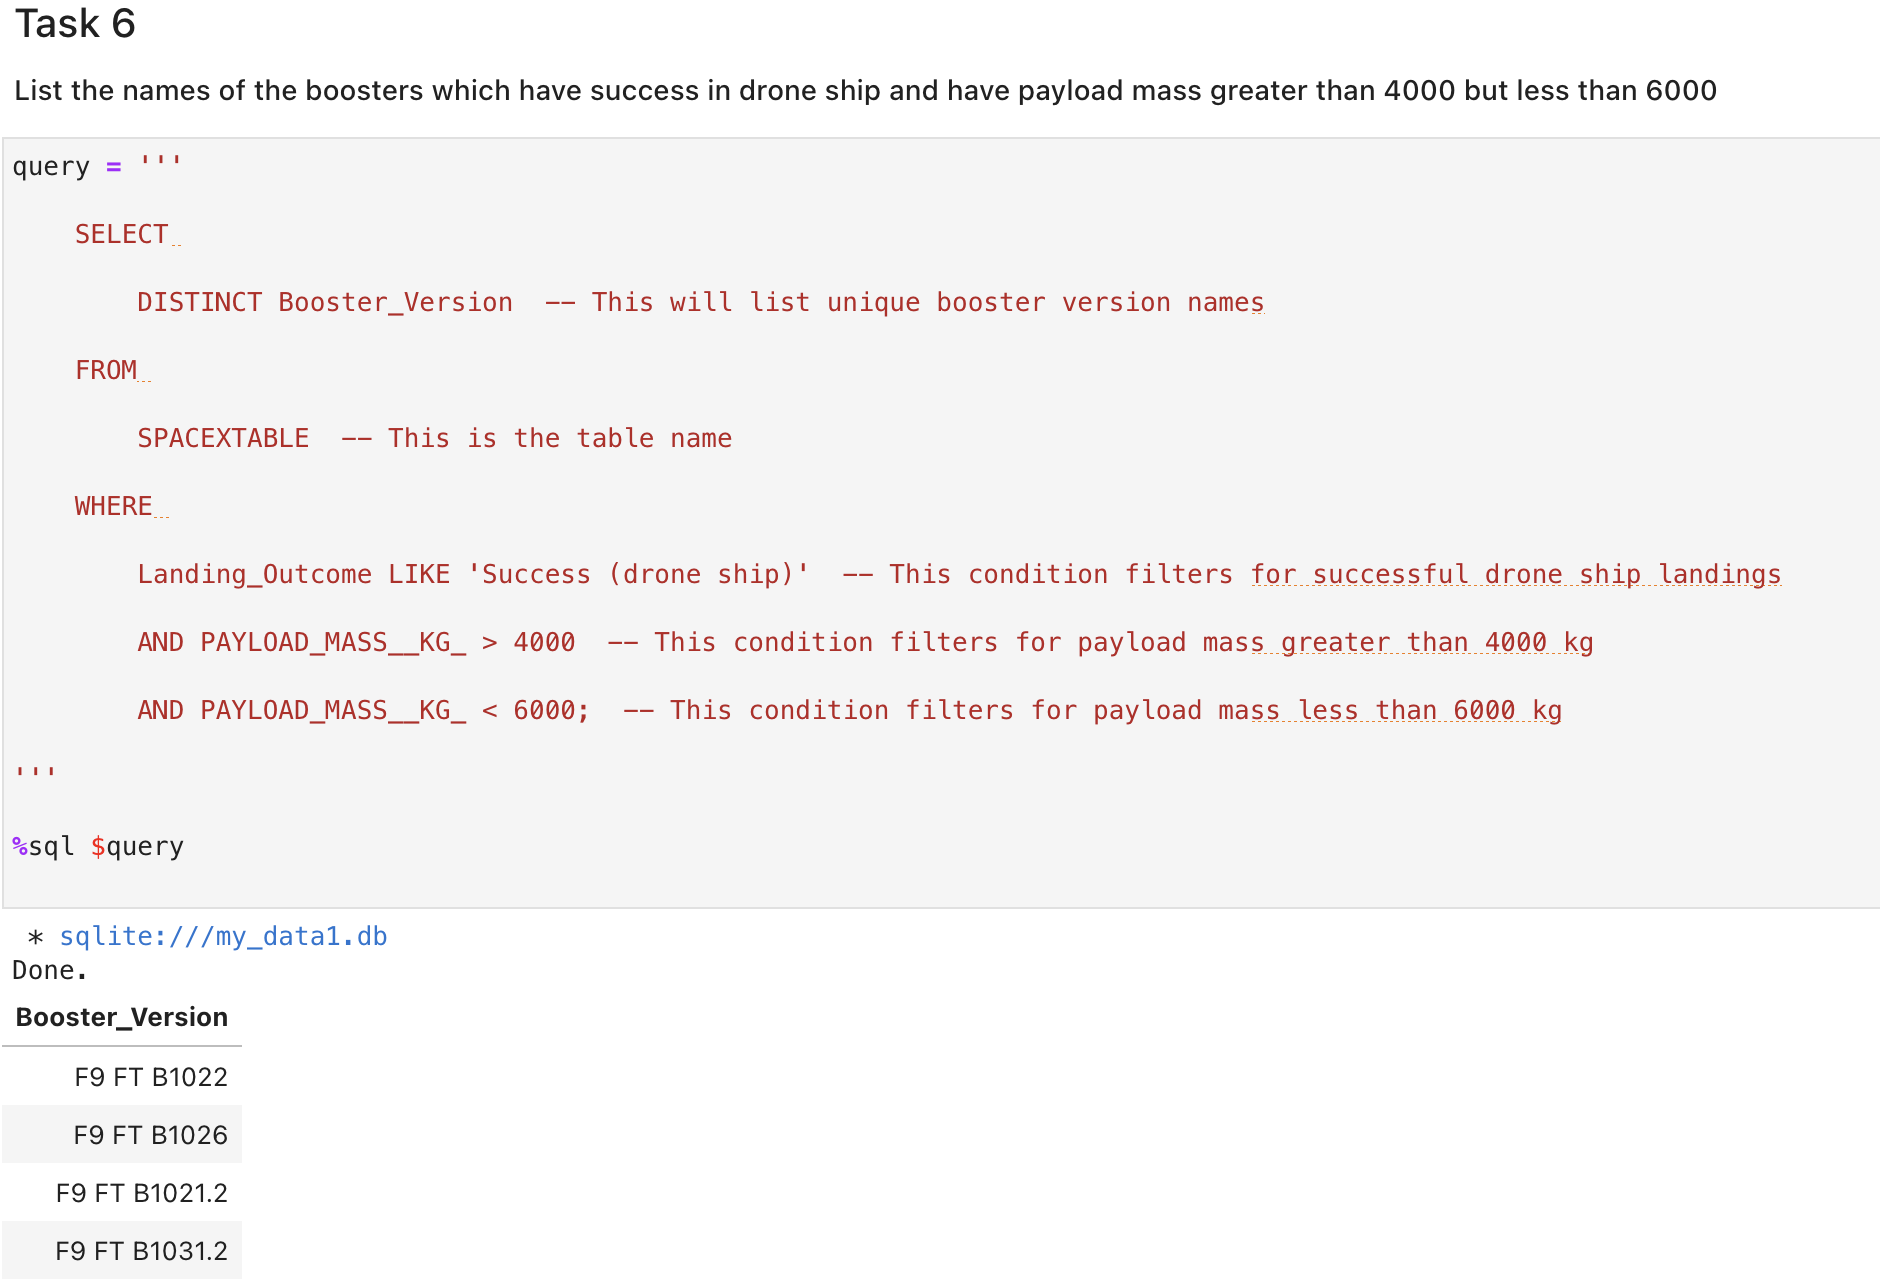 Task 6
List the names of the boosters which have success in drone ship and have payload mass greater than 4000 but less than 6000
query = '''
SELECT
DISTINCT Booster_Version  -- This will list unique booster version names
FROM
SPACEXTABLE  -- This is the table name
WHERE
Landing_Outcome LIKE 'Success (drone ship)'  -- This condition filters for successful drone ship landings
AND PAYLOAD_MASS__KG_ > 4000  -- This condition filters for payload mass greater than 4000 kg
AND PAYLOAD_MASS__KG_ < 6000;  -- This condition filters for payload mass less than 6000 kg
'''
%sql $query
* sqlite:///my_data1.db
Done.
Booster_Version
F9 FT B1022
F9 FT B1026
F9 FT B1021.2
F9 FT B1031.2